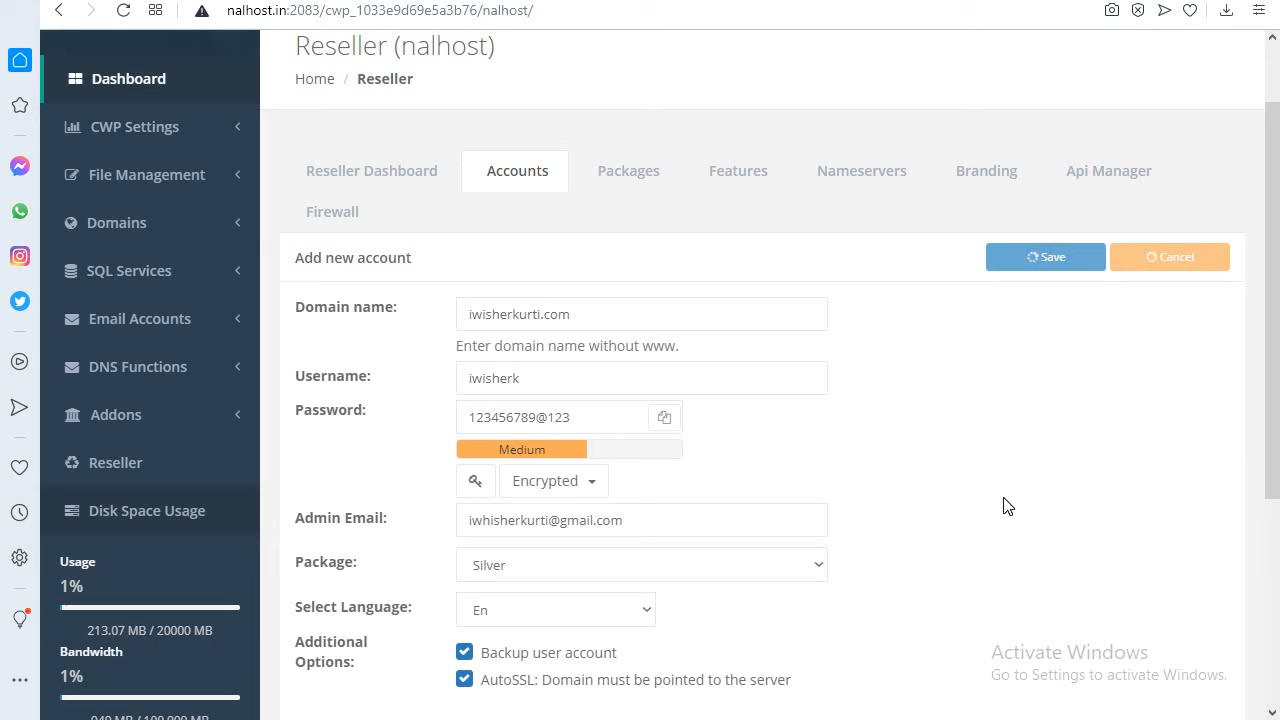 nalhost.in:2083/cwp_1033e9d69e5a3b76/nalhost/
Reseller (nalhost)
Home / Reseller
Dashboard
CWP Settings
File Management
Domains
SQL Services
Email Accounts
DNS Functions
Addons
Reseller
Disk Space Usage
Usage
1%
213.07 MB / 20000 MB
Bandwidth
1%
949 MB / 100,000 MB
Reseller Dashboard
Accounts
Packages
Features
Nameservers
Branding
Api Manager
Firewall
Add new account
Save
Cancel
Domain name:
iwisherkurti.com
Enter domain name without www.
Username:
iwisherk
Password:
123456789@123
Medium
Encrypted
Admin Email:
iwhisherkurti@gmail.com
Package:
Silver
Select Language:
En
Additional
Options:
Backup user account
AutoSSL: Domain must be pointed to the server
Activate Windows
Go to Settings to activate Windows.